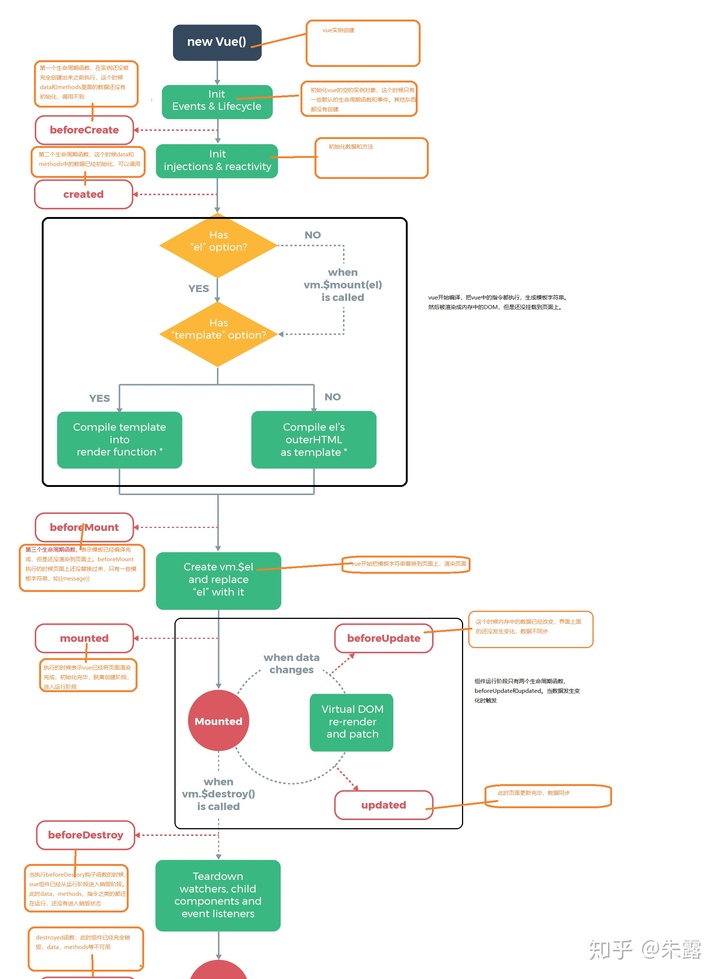 new Vue()
vue实例创建
第一个生命周期函数，在实例还没被
完全创建出来之前执行，这个时候
data和methods里面的数据还没有
初始化，调用不到
Init
Events & Lifecycle
初始化vue的空的实例对象，这个时候只有
一些默认的生命周期函数和事件，其他东西
都没有创建
beforeCreate
第二个生命周期函数，这个时候data和
methods中的数据已经初始化，可以调用
Init
injections & reactivity
初始化数据和方法
created
Has
"el" option?
NO
when
vm.$mount(el)
is called
YES
vue开始编译，把vue中的指令都执行，生成模板字符串。
然后被渲染成内存中的DOM，但是还没挂载到页面上。
Has
"template" option?
YES
NO
Compile template
into
render function *
Compile el's
outerHTML
as template *
beforeMount
第三个生命周期函数，表示模板已经编译完
成，但是还没渲染到页面上。beforeMount
执行的时候页面上还没替换过来，只有一些模
板字符串，如{{message}}
Create vm.$el
and replace
"el" with it
vue开始把模板字符串替换到页面上，渲染页面
mounted
执行的时候表示vue已经将页面渲染
完成，初始化完毕，脱离创建阶段，
进入运行阶段
beforeUpdate
这个时候内存中的数据已经改变，界面上面
的还没发生变化，数据不同步
when data
changes
组件运行阶段只有两个生命周期函数，
beforeUpdate和updated。当数据发生变
化时触发
Mounted
Virtual DOM
re-render
and patch
when
vm.$destroy()
is called
updated
此时页面更新完毕，数据同步
beforeDestroy
当执行beforeDestory钩子函数的时候，
vue组件已经从运行阶段进入销毁阶段。
此时data、methods、指令之类的都还
在运行，还没有进入销毁状态
Teardown
watchers, child
components and
event listeners
destroyed函数，此时组件已经完全销
毁，data、methods等不可用
知乎 @朱露